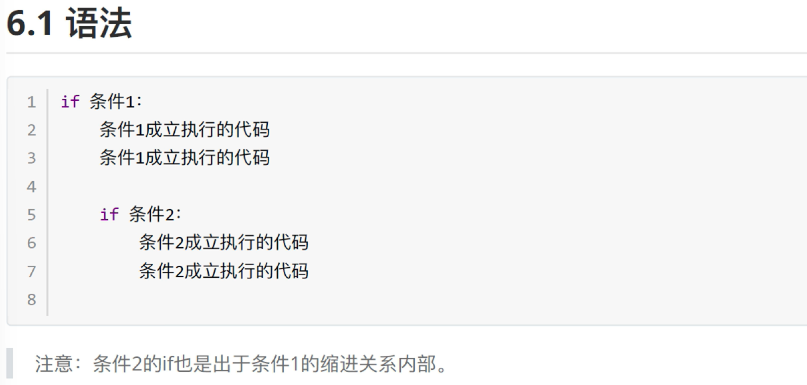 6.1 语法
1 if 条件1:
2 条件1成立执行的代码
3 条件1成立执行的代码
4
5 if 条件2:
6 条件2成立执行的代码
7 条件2成立执行的代码
8
注意：条件2的if也是出于条件1的缩进关系内部。